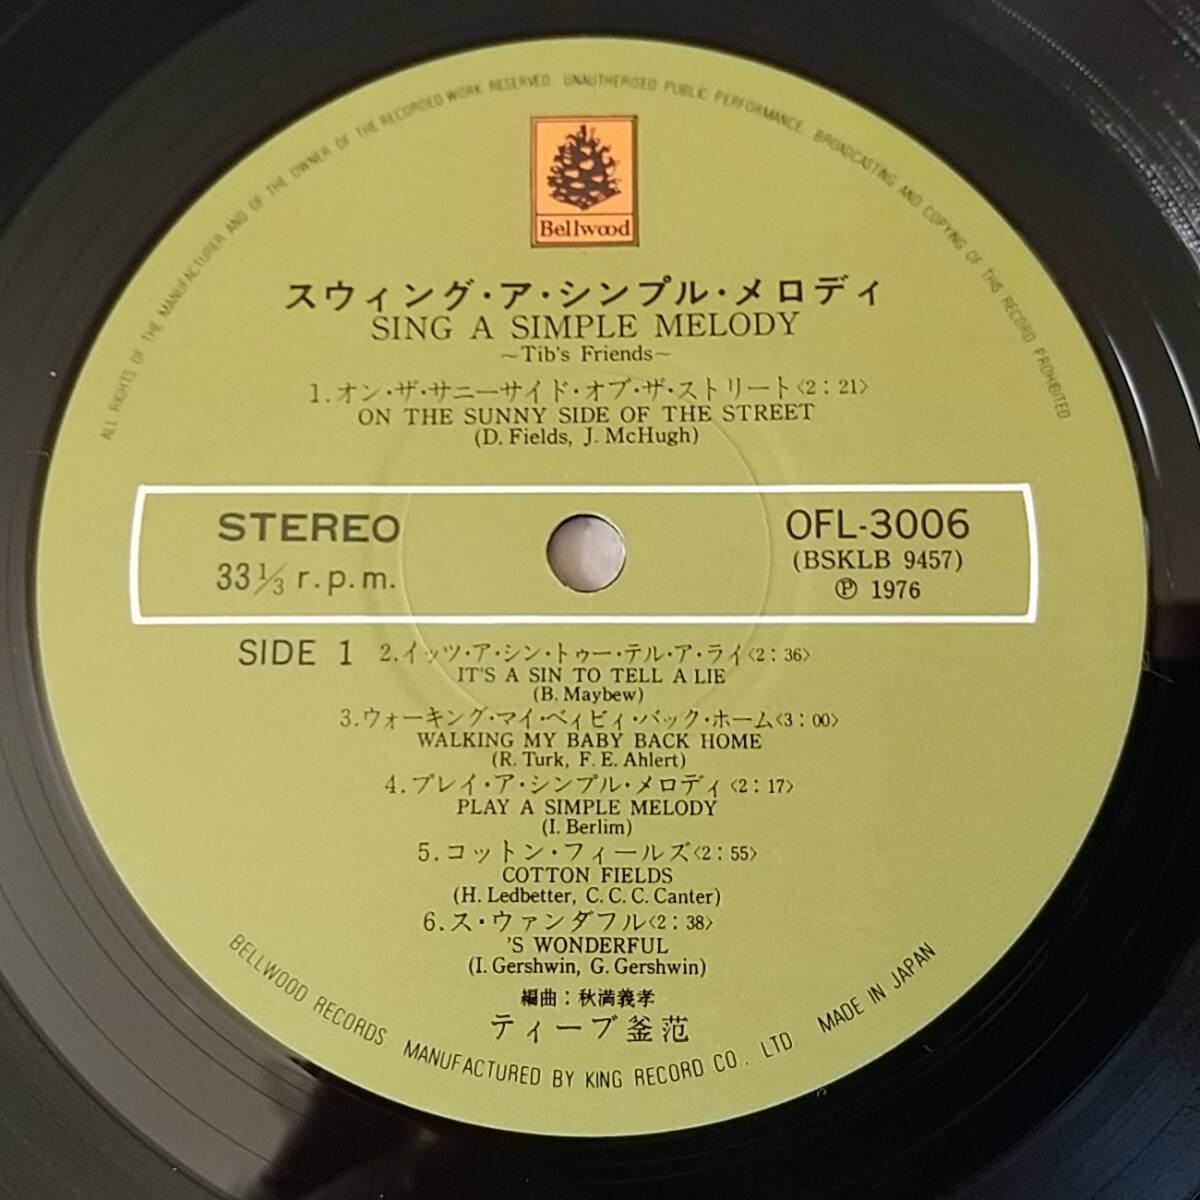 ALL RIGHTS OF THE MANUFACTURER AND OF THE OWNER OF THE RECORDED WORK RESERVED. UNAUTHORISED PUBLIC PERFORMANCE. BROADCASTING AND COPYING OF THIS RECORD PROHIBITED
Bellwood
スウィング・ア・シンプル・メロディ
SING A SIMPLE MELODY
~Tib's Friends~
1.オン・ザ・サニーサイド・オブ・ザ・ストリート〈2:21〉
ON THE SUNNY SIDE OF THE STREET
(D. Fields, J. McHugh)
STEREO
33 1/3 r.p.m.
OFL-3006
(BSKLB 9457)
Ⓟ 1976
SIDE 1
2.イッツ・ア・シン・トゥー・テル・ア・ライ〈2:36〉
IT'S A SIN TO TELL A LIE
(B. Maybew)
3.ウォーキング・マイ・ベィビィ・バック・ホーム〈3:00〉
WALKING MY BABY BACK HOME
(R. Turk, F. E. Ahlert)
4.プレイ・ア・シンプル・メロディ〈2:17〉
PLAY A SIMPLE MELODY
(I. Berlim)
5.コットン・フィールズ〈2:55〉
COTTON FIELDS
(H. Ledbetter, C. C. C. Canter)
6.ス・ウァンダフル〈2:38〉
'S WONDERFUL
(I. Gershwin, G. Gershwin)
編曲:秋満義孝
ティーブ釜范
BELLWOOD RECORDS MANUFACTURED BY KING RECORD CO., LTD. MADE IN JAPAN